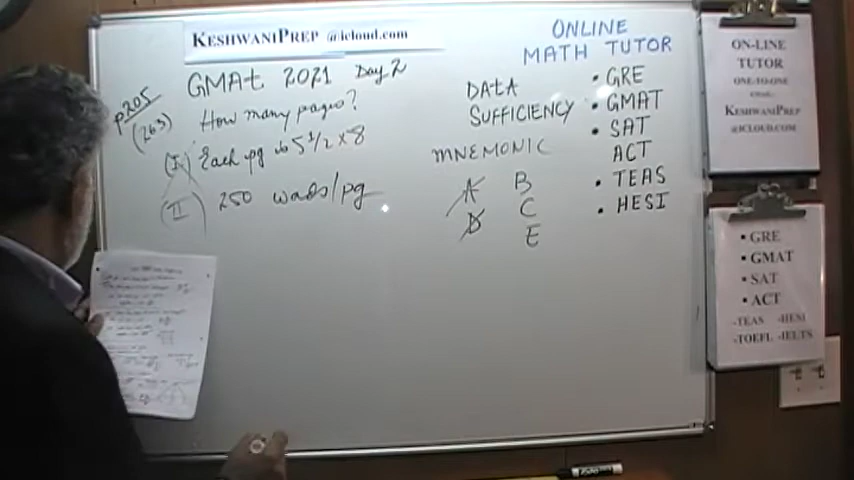 KESHWANIPREP @icloud.com
GMAt 2021 Day 2
p205
(263)
How many pages?
(I) Each pg is 5 1/2 x 8
(II) 250 words/pg
DATA
SUFFICIENCY
MNEMONIC
A B
D C
E
ONLINE
MATH TUTOR
• GRE
• GMAT
• SAT
ACT
• TEAS
• HESI
ON-LINE
TUTOR
ONE-TO-ONE
KESHWANIPREP
@ICLOUD.COM
• GRE
• GMAT
• SAT
• ACT
-TEAS -HESI
-TOEFL -IELTS